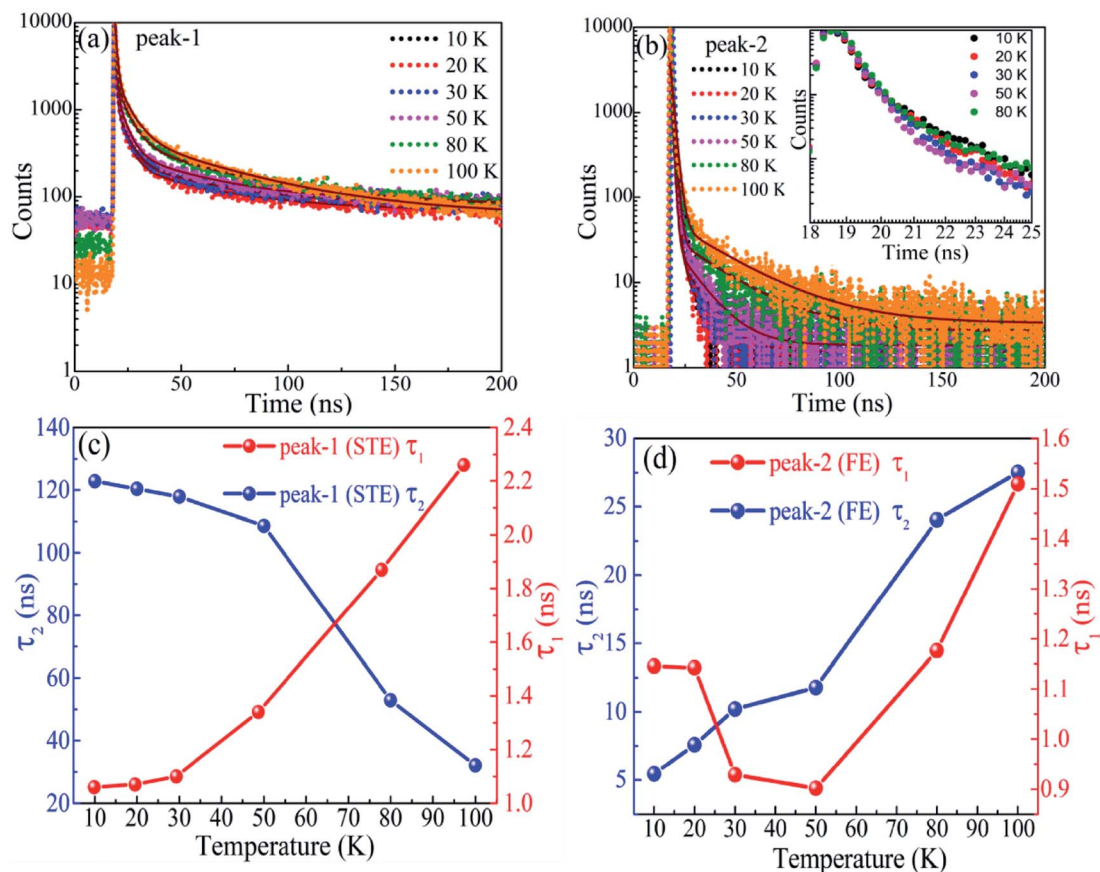 (a) peak-1
10 K
20 K
30 K
50 K
80 K
100 K
10000
1000
100
10
1
Counts
0 50 100 150 200
Time (ns)
(b) peak-2
10 K
20 K
30 K
50 K
80 K
100 K
10000
1000
100
10
1
Counts
0 50 100 150 200
Time (ns)
10 K
20 K
30 K
50 K
80 K
Counts
18 19 20 21 22 23 24 25
Time (ns)
(c)
peak-1 (STE) τ1
peak-1 (STE) τ2
140
120
100
80
60
40
20
τ2 (ns)
2.4
2.2
2.0
1.8
1.6
1.4
1.2
1.0
τ1 (ns)
10 20 30 40 50 60 70 80 90 100
Temperature (K)
(d)
peak-2 (FE) τ1
peak-2 (FE) τ2
30
25
20
15
10
5
τ2 (ns)
1.6
1.5
1.4
1.3
1.2
1.1
1.0
0.9
τ1 (ns)
10 20 30 40 50 60 70 80 90 100
Temperature (K)